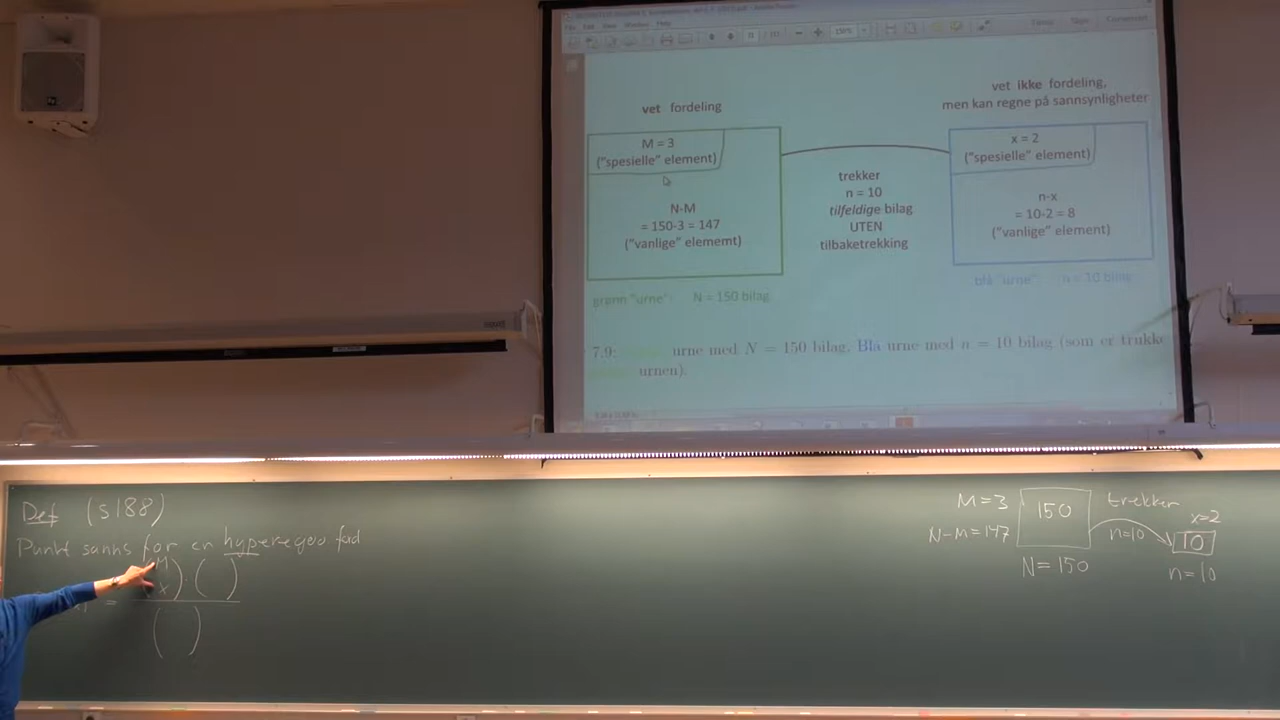 vet fordeling
M = 3
("spesielle" element)
N-M
= 150-3 = 147
("vanlige" elememt)
grønn "urne": N = 150 bilag
trekker
n = 10
tilfeldige bilag
UTEN
tilbaketrekking
vet ikke fordeling,
men kan regne på sannsynligheter
x = 2
("spesielle" element)
n-x
= 10-2 = 8
("vanlige" element)
blå "urne": n = 10 bilag
7.9: urne med N = 150 bilag. Blå urne med n = 10 bilag (som er trukke
urnen).
Def (s188)
Punkt sanns for en hypergeo
M
x ) · ( )
=
( )
M=3
N-M=147
150
N=150
trekker
n=10
x=2
10
n=10